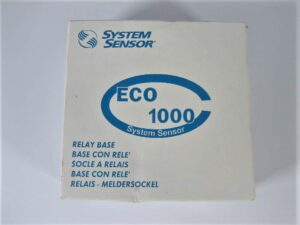 SYSTEM
SENSOR®
ECO
1000
System Sensor
RELAY BASE
BASE CON RELE'
SOCLE A RELAIS
BASE CON RELE'
RELAIS - MELDERSOCKEL